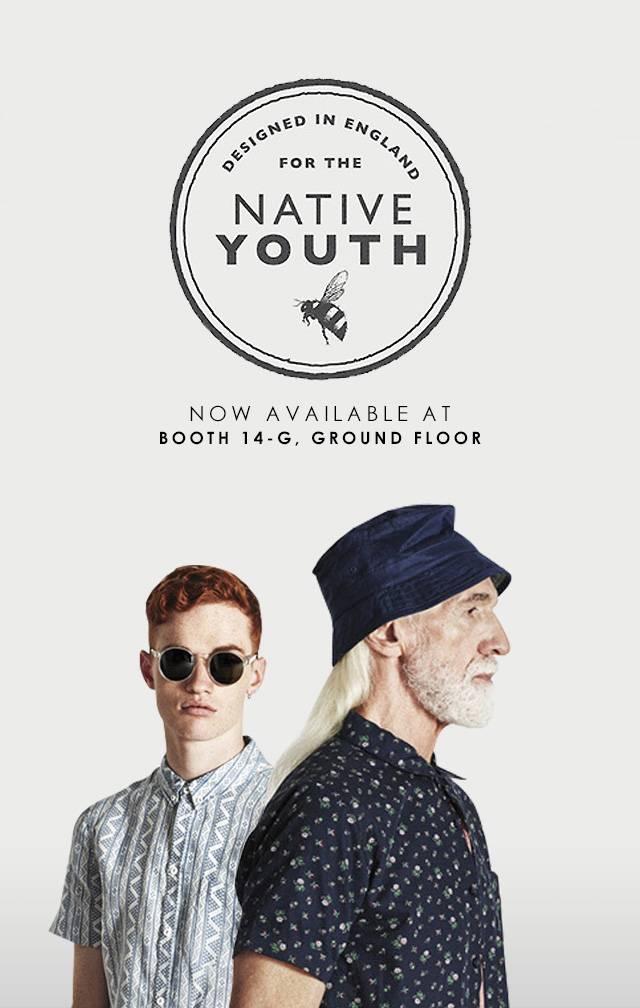 DESIGNED IN ENGLAND
FOR THE
NATIVE
YOUTH
NOW AVAILABLE AT
BOOTH 14-G, GROUND FLOOR